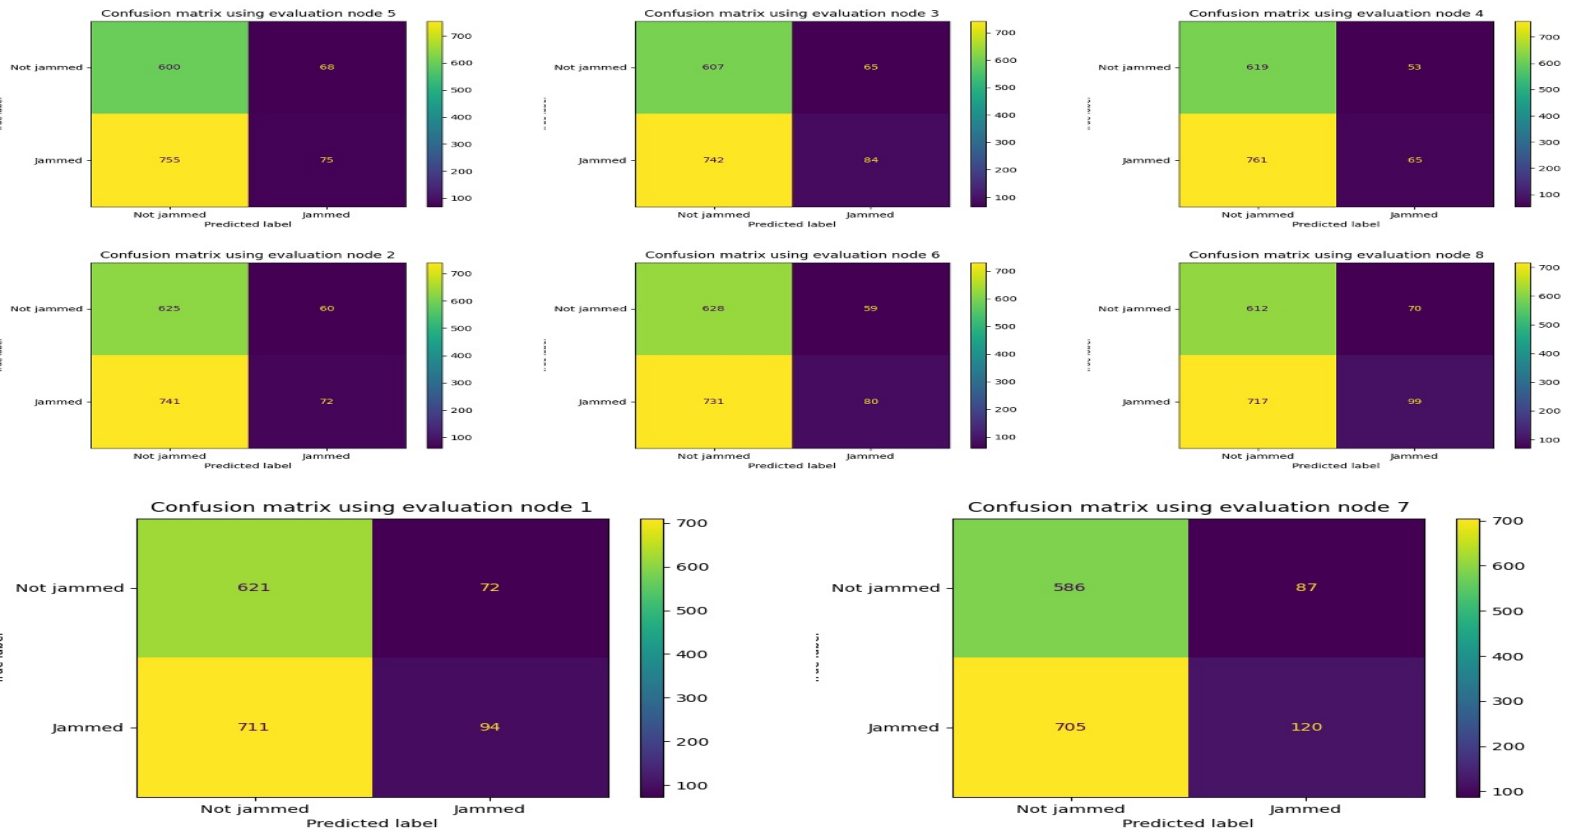 Confusion matrix using evaluation node 5
Not jammed
600
68
Jammed
755
75
Not jammed
Jammed
Predicted label
700
600
500
400
300
200
100
Confusion matrix using evaluation node 3
Not jammed
607
65
Jammed
742
84
Not jammed
Jammed
Predicted label
700
600
500
400
300
200
100
Confusion matrix using evaluation node 4
Not jammed
619
53
Jammed
761
65
Not jammed
Jammed
Predicted label
700
600
500
400
300
200
100
Confusion matrix using evaluation node 2
Not jammed
625
60
Jammed
741
72
Not jammed
Jammed
Predicted label
700
600
500
400
300
200
100
Confusion matrix using evaluation node 6
Not jammed
628
59
Jammed
731
80
Not jammed
Jammed
Predicted label
700
600
500
400
300
200
100
Confusion matrix using evaluation node 8
Not jammed
612
70
Jammed
717
99
Not jammed
Jammed
Predicted label
700
600
500
400
300
200
100
Confusion matrix using evaluation node 1
Not jammed
621
72
Jammed
711
94
Not jammed
Jammed
Predicted label
700
600
500
400
300
200
100
Confusion matrix using evaluation node 7
Not jammed
586
87
Jammed
705
120
Not jammed
Jammed
Predicted label
700
600
500
400
300
200
100